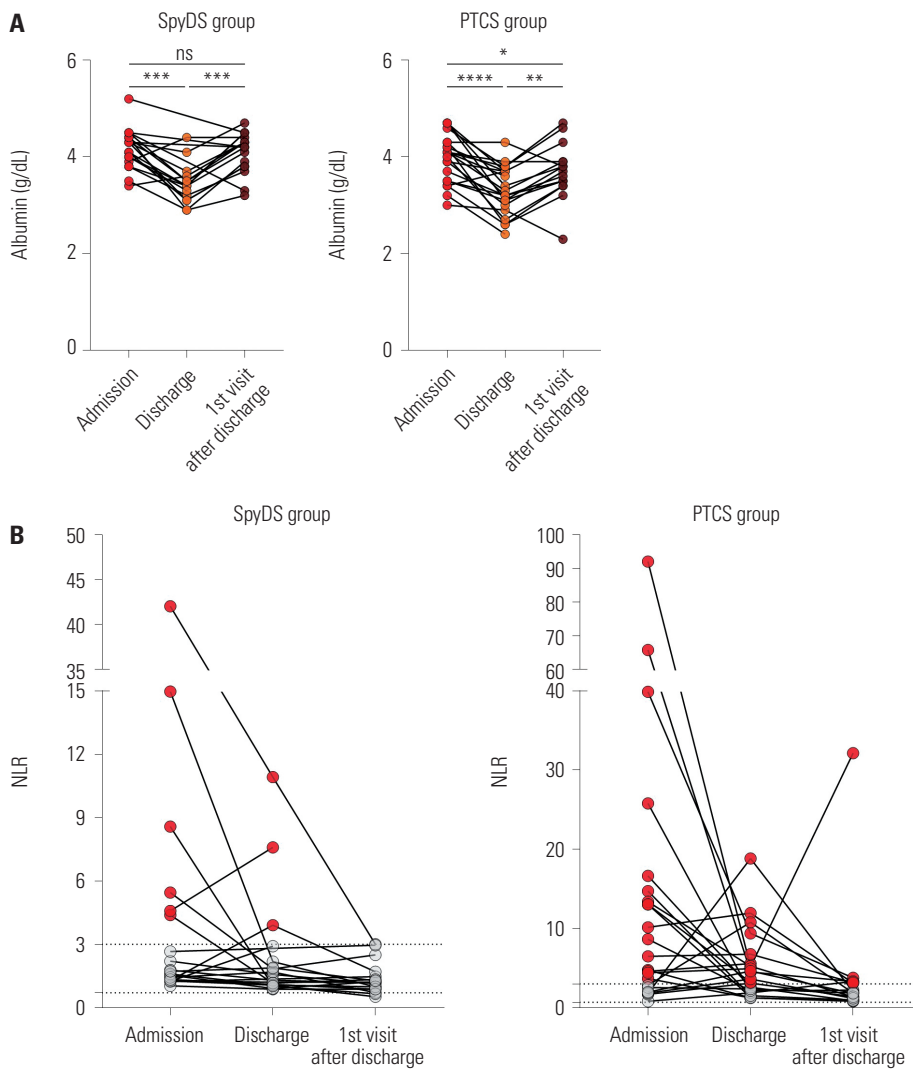 A
SpyDS group
PTCS group
ns
*
*** ***
**** **
6
4
2
0
Albumin (g/dL)
Admission
Discharge
1st visit
after discharge
6
4
2
0
Albumin (g/dL)
Admission
Discharge
1st visit
after discharge
B
SpyDS group
50
45
40
35
15
12
9
6
3
0
NLR
Admission
Discharge
1st visit
after discharge
PTCS group
100
90
80
70
60
40
30
20
10
0
NLR
Admission
Discharge
1st visit
after discharge